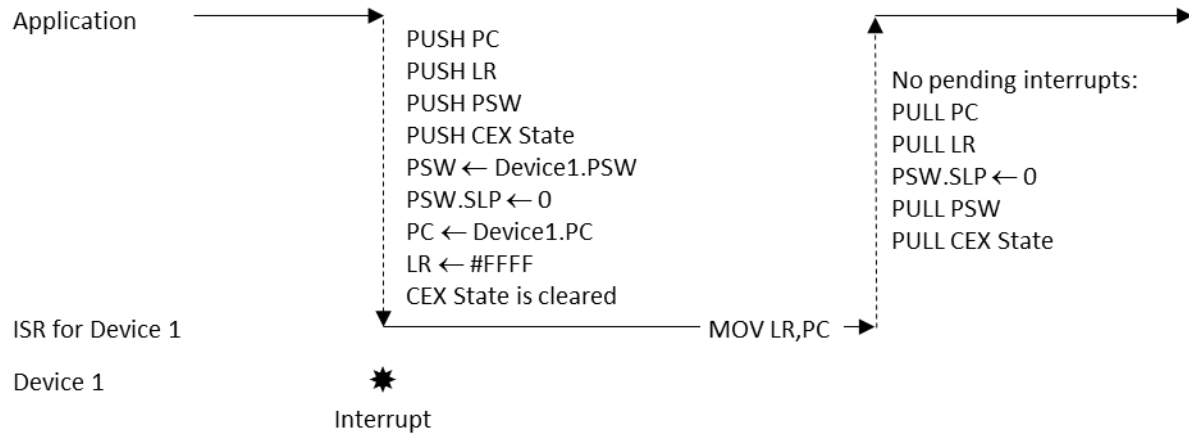 Application
PUSH PC
PUSH LR
PUSH PSW
PUSH CEX State
PSW ← Device1.PSW
PSW.SLP ← 0
PC ← Device1.PC
LR ← #FFFF
CEX State is cleared
No pending interrupts:
PULL PC
PULL LR
PSW.SLP ← 0
PULL PSW
PULL CEX State
ISR for Device 1
MOV LR,PC
Device 1
Interrupt